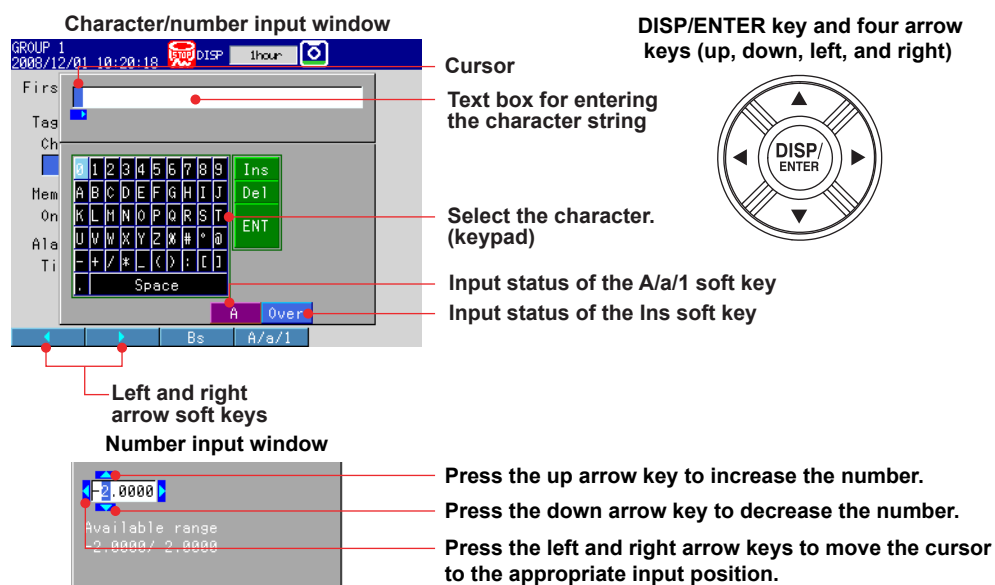 Character/number input window
DISP/ENTER key and four arrow
keys (up, down, left, and right)
GROUP 1
2008/12/01 10:20:18
STOP
DISP
1hour
Cursor
Text box for entering
the character string
Firs
Tag
Ch
Mem
On
Ala
Ti
0 1 2 3 4 5 6 7 8 9
A B C D E F G H I J
K L M N O P Q R S T
U V W X Y Z % # ° @
- + / * _ ( ) : [ ]
. Space
Ins
Del
ENT
DISP/
ENTER
Select the character.
(keypad)
Input status of the A/a/1 soft key
Input status of the Ins soft key
A Over
Bs A/a/1
Left and right
arrow soft keys
Number input window
-2.0000
Available range
-2.0000/ 2.0000
Press the up arrow key to increase the number.
Press the down arrow key to decrease the number.
Press the left and right arrow keys to move the cursor
to the appropriate input position.